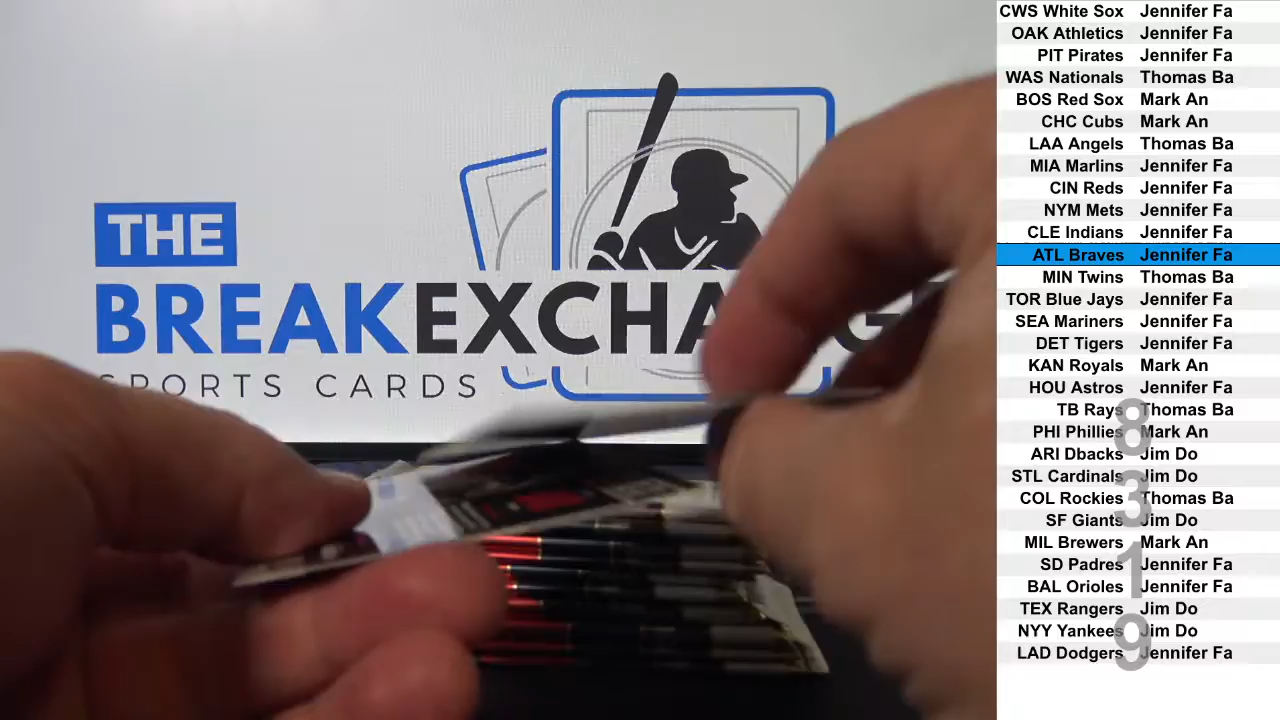 THE
BREAKEXCHANG
SPORTS CARDS
CWS White Sox Jennifer Fa
OAK Athletics Jennifer Fa
PIT Pirates Jennifer Fa
WAS Nationals Thomas Ba
BOS Red Sox Mark An
CHC Cubs Mark An
LAA Angels Thomas Ba
MIA Marlins Jennifer Fa
CIN Reds Jennifer Fa
NYM Mets Jennifer Fa
CLE Indians Jennifer Fa
ATL Braves Jennifer Fa
MIN Twins Thomas Ba
TOR Blue Jays Jennifer Fa
SEA Mariners Jennifer Fa
DET Tigers Jennifer Fa
KAN Royals Mark An
HOU Astros Jennifer Fa
TB Rays Thomas Ba
PHI Phillies Mark An
ARI Dbacks Jim Do
STL Cardinals Jim Do
COL Rockies Thomas Ba
SF Giants Jim Do
MIL Brewers Mark An
SD Padres Jennifer Fa
BAL Orioles Jennifer Fa
TEX Rangers Jim Do
NYY Yankees Jim Do
LAD Dodgers Jennifer Fa
8
3
1
9